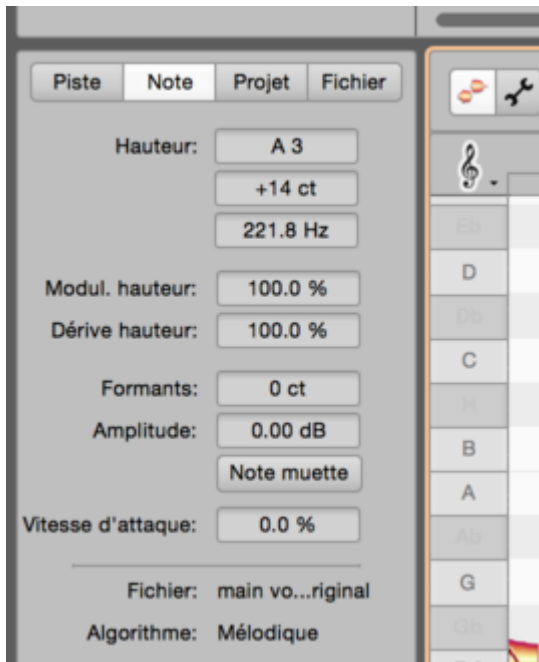 Piste Note Projet Fichier
Hauteur: A 3
+14 ct
221.8 Hz
Modul. hauteur: 100.0 %
Dérive hauteur: 100.0 %
Formants: 0 ct
Amplitude: 0.00 dB
Note muette
Vitesse d'attaque: 0.0 %
Fichier: main vo...riginal
Algorithme: Mélodique
Eb
D
Db
C
H
B
A
Ab
G
Gb